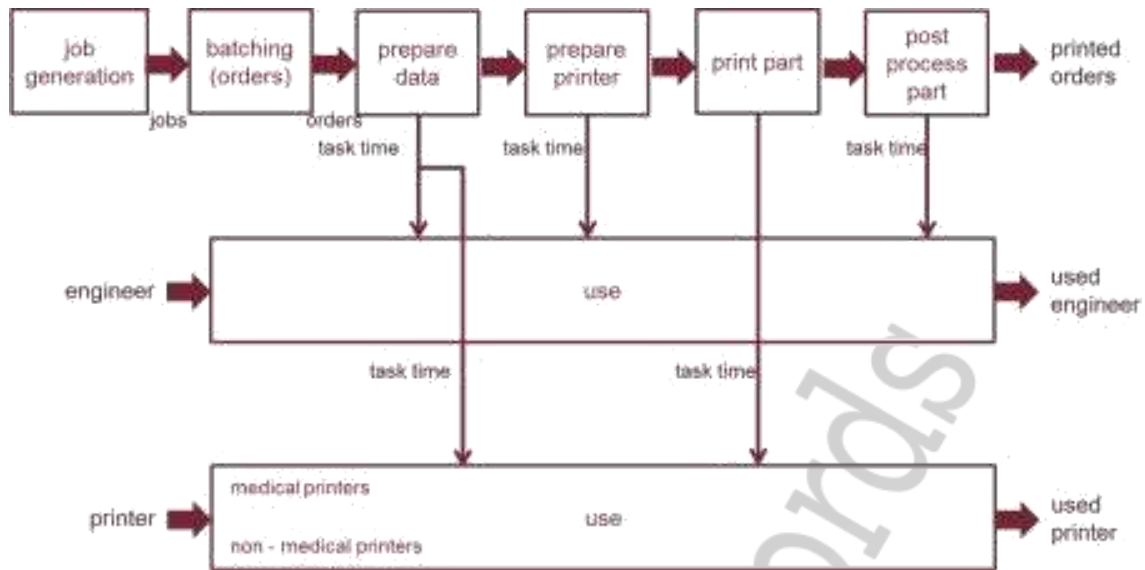 job
generation
batching
(orders)
prepare
data
prepare
printer
print part
post
process
part
printed
orders
jobs
orders
task time
task time
task time
engineer
use
used
engineer
task time
task time
medical printers
printer
use
used
printer
non - medical printers
ords